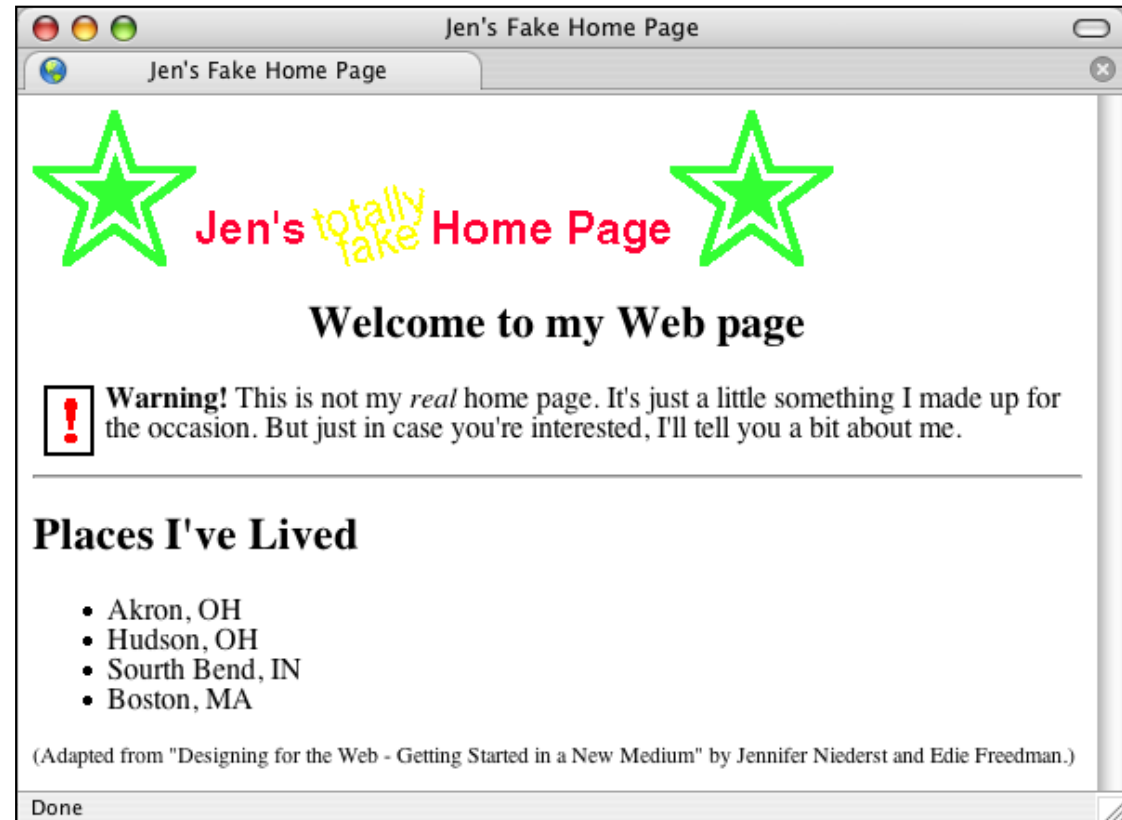 Jen's Fake Home Page
Jen's Fake Home Page
Jen's totally fake Home Page
Welcome to my Web page
! Warning! This is not my real home page. It's just a little something I made up for
the occasion. But just in case you're interested, I'll tell you a bit about me.
Places I've Lived
• Akron, OH
• Hudson, OH
• Sourth Bend, IN
• Boston, MA
(Adapted from "Designing for the Web - Getting Started in a New Medium" by Jennifer Niederst and Edie Freedman.)
Done